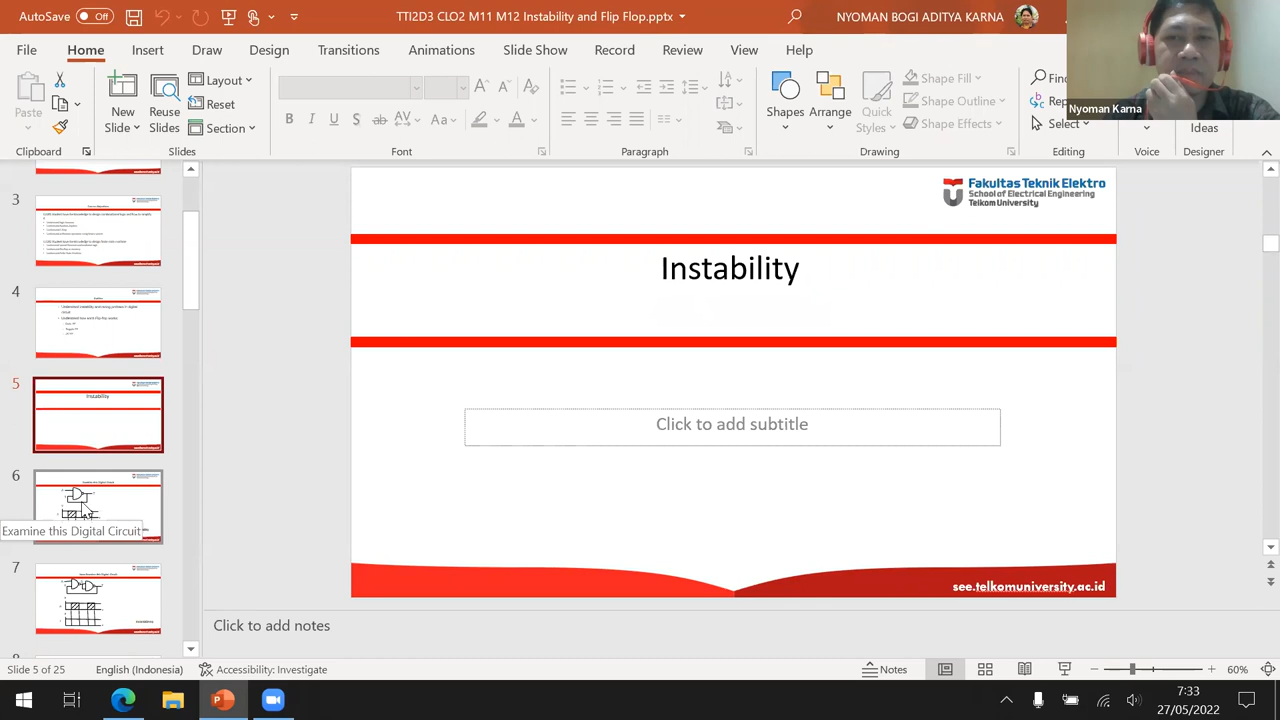 AutoSave Off
TTI2D3 CLO2 M11 M12 Instability and Flip Flop.pptx
NYOMAN BOGI ADITYA KARNA
File Home Insert Draw Design Transitions Animations Slide Show Record Review View Help
Paste
New
Slide
Reuse
Slides
Layout
Reset
Section
Shapes
Arrange
Quick
Styles
Shape Fill
Shape Outline
Shape Effects
Select
Ideas
Nyoman Karna
Clipboard Slides Font Paragraph Drawing Editing Voice Designer
3
4
5
Instability
6
Examine this Digital Circuit
7
Fakultas Teknik Elektro
School of Electrical Engineering
Telkom University
Instability
Click to add subtitle
see.telkomuniversity.ac.id
Click to add notes
Slide 5 of 25
English (Indonesia)
Accessibility: Investigate
Notes
60%
7:33
27/05/2022